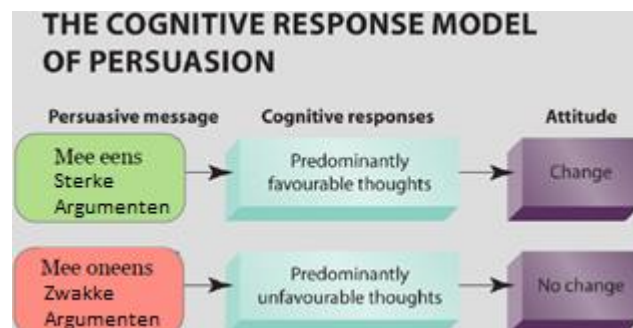 THE COGNITIVE RESPONSE MODEL
OF PERSUASION
Persuasive message
Cognitive responses
Attitude
Mee eens
Sterke
Argumenten
Predominantly
favourable thoughts
Change
Mee oneens
Zwakke
Argumenten
Predominantly
unfavourable thoughts
No change